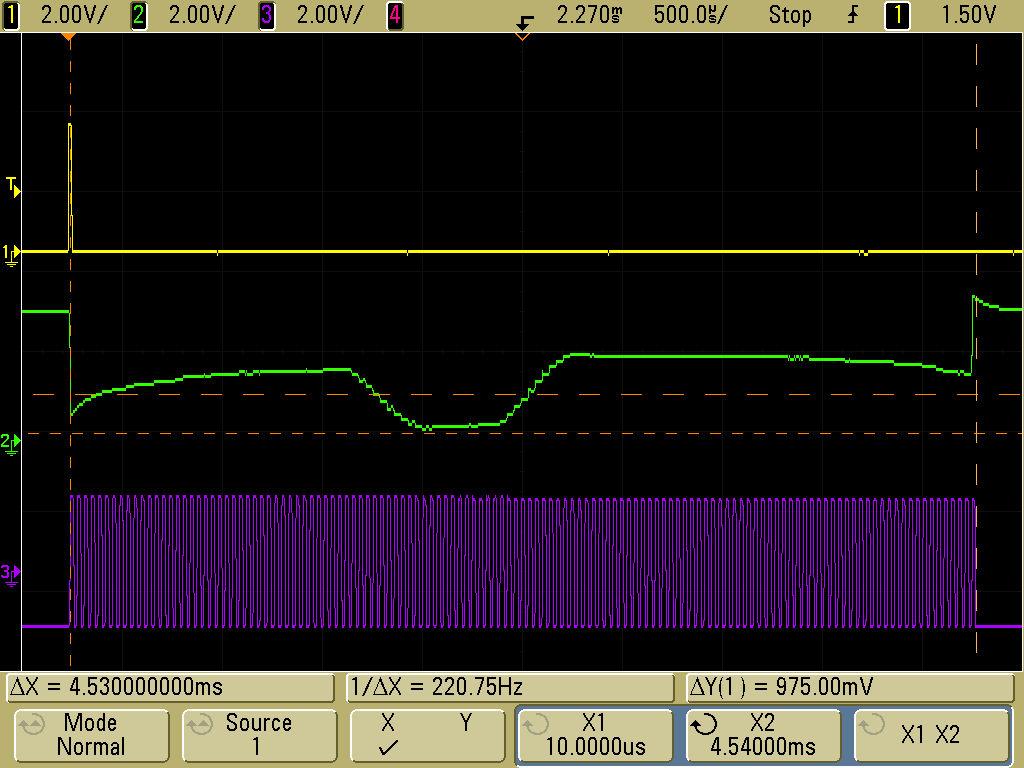 1 2.00V/ 2 2.00V/ 3 2.00V/ 4 2.270ms 500.0µs/ Stop 1 1.50V
T
1
2
3
ΔX = 4.530000000ms 1/ΔX = 220.75Hz ΔY(1) = 975.00mV
Mode Source X Y X1 X2 X1 X2
Normal 1 ✓ 10.0000us 4.54000ms